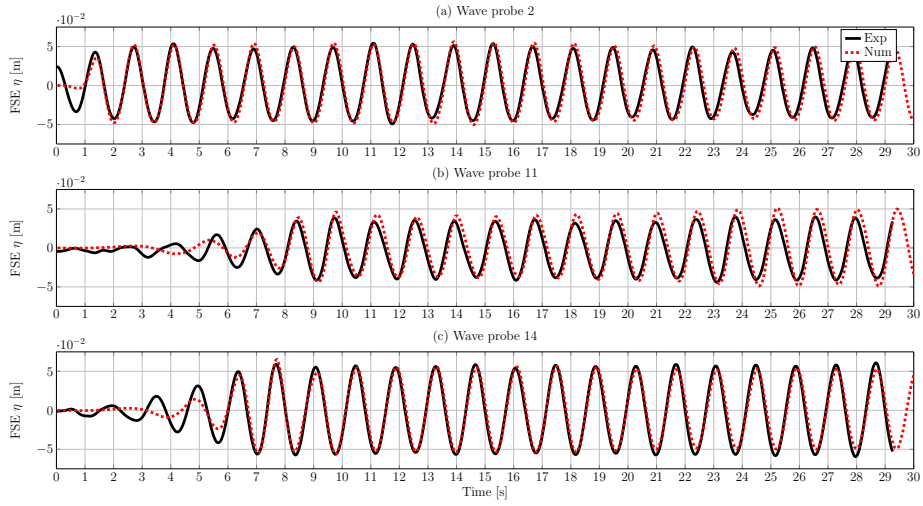 (a) Wave probe 2
·10⁻²
5
0
−5
FSE η [m]
Exp
Num
0 1 2 3 4 5 6 7 8 9 10 11 12 13 14 15 16 17 18 19 20 21 22 23 24 25 26 27 28 29 30
(b) Wave probe 11
·10⁻²
5
0
−5
FSE η [m]
0 1 2 3 4 5 6 7 8 9 10 11 12 13 14 15 16 17 18 19 20 21 22 23 24 25 26 27 28 29 30
(c) Wave probe 14
·10⁻²
5
0
−5
FSE η [m]
0 1 2 3 4 5 6 7 8 9 10 11 12 13 14 15 16 17 18 19 20 21 22 23 24 25 26 27 28 29 30
Time [s]